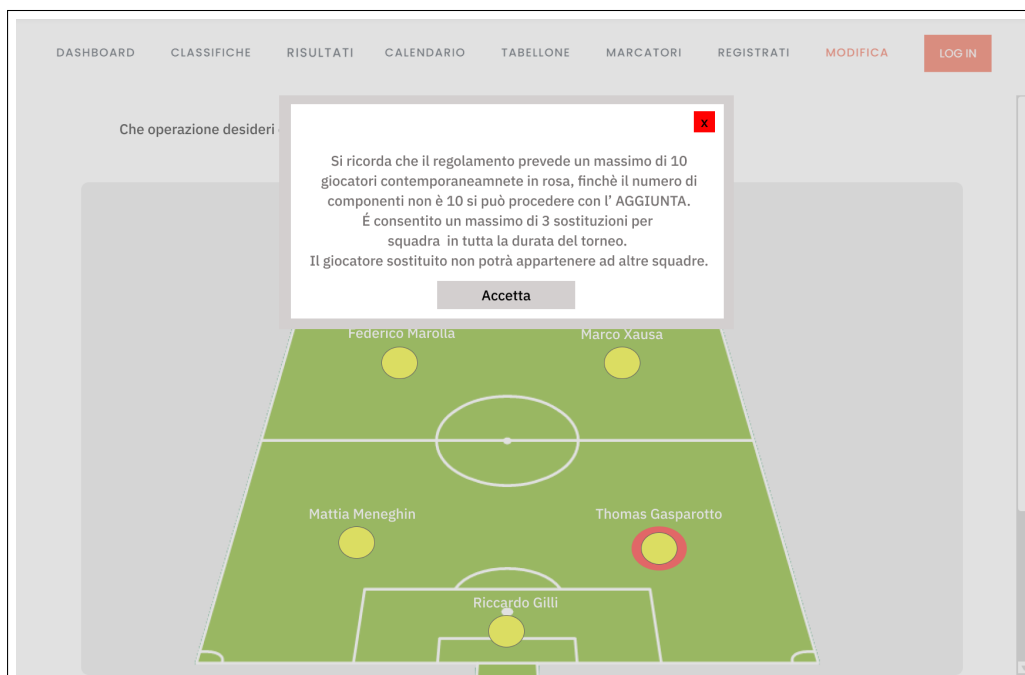 DASHBOARD CLASSIFICHE RISULTATI CALENDARIO TABELLONE MARCATORI REGISTRATI MODIFICA LOG IN
Che operazione desideri
x
Si ricorda che il regolamento prevede un massimo di 10
giocatori contemporaneamnete in rosa, finchè il numero di
componenti non è 10 si può procedere con l' AGGIUNTA.
É consentito un massimo di 3 sostituzioni per
squadra in tutta la durata del torneo.
Il giocatore sostituito non potrà appartenere ad altre squadre.
Accetta
Federico Marolla Marco Xausa
Mattia Meneghin Thomas Gasparotto
Riccardo Gilli